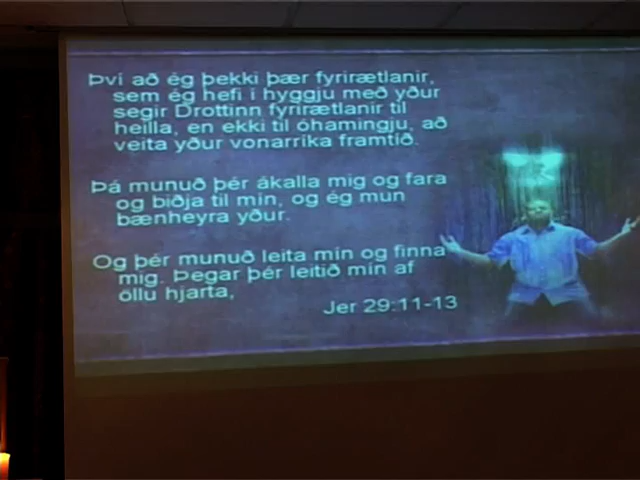 Því að ég þekki þær fyrirætlanir,
sem ég hefi í hyggju með yður
segir Drottinn fyrirætlanir til
heilla, en ekki til óhamingju, að
veita yður vonarríka framtíð.
Þá munuð þér ákalla mig og fara
og biðja til mín, og ég mun
bænheyra yður.
Og þér munuð leita mín og finna
mig. Þegar þér leitið mín af
öllu hjarta,
Jer 29:11-13